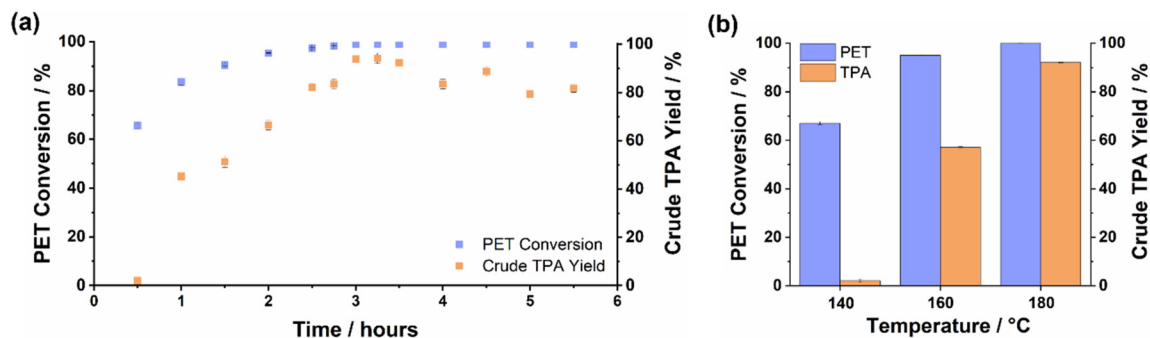 (a)
PET Conversion / %
100
80
60
40
20
0
0 1 2 3 4 5 6
Time / hours
100
80
60
40
20
0
Crude TPA Yield / %
PET Conversion
Crude TPA Yield
(b)
PET Conversion / %
100
80
60
40
20
0
140 160 180
Temperature / °C
100
80
60
40
20
0
Crude TPA Yield / %
PET
TPA